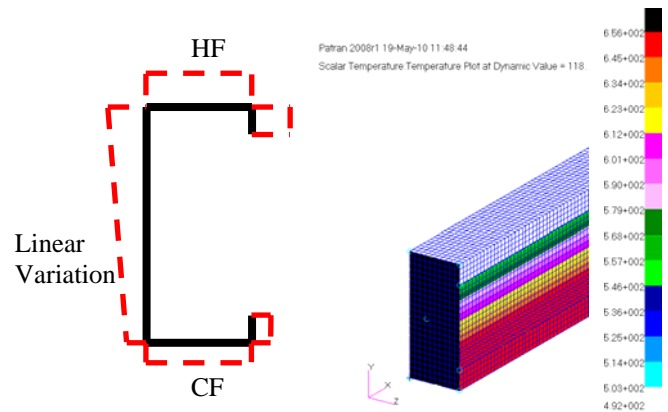 HF
Linear
Variation
CF
Patran 2008r1 19-May-10 11:48:44
Scalar Temperature Temperature Plot at Dynamic Value = 118
6.56+002
6.45+002
6.34+002
6.23+002
6.12+002
6.01+002
5.90+002
5.79+002
5.68+002
5.57+002
5.46+002
5.36+002
5.25+002
5.14+002
5.03+002
4.92+002
Y
X
Z